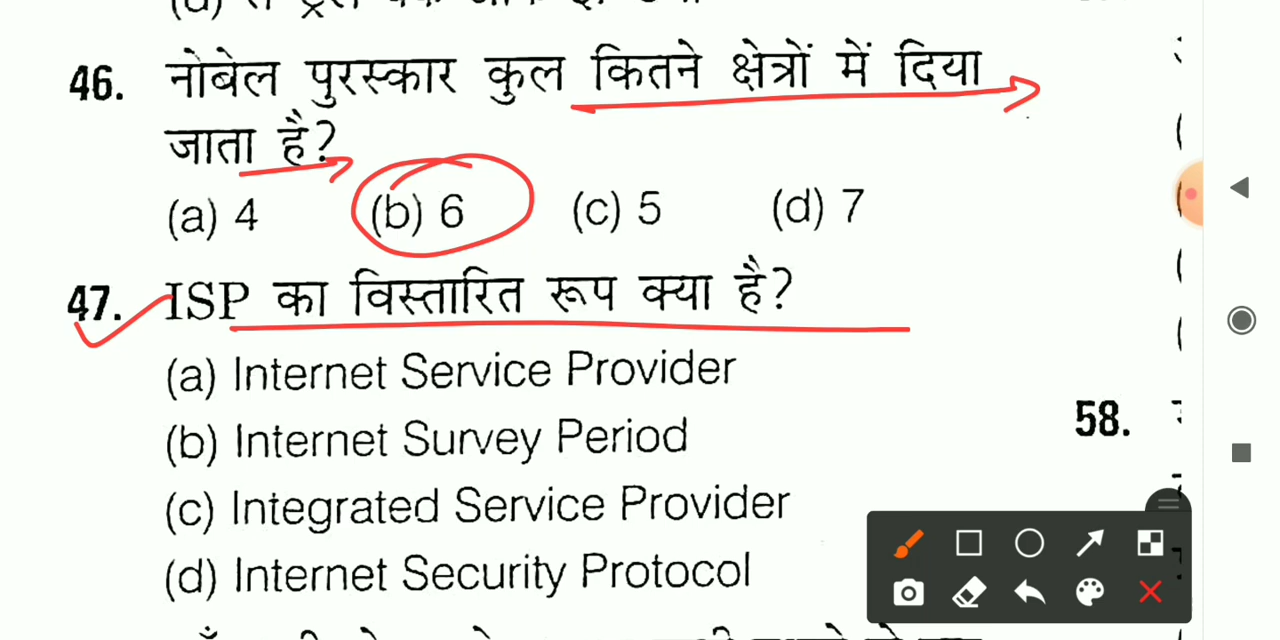 46. नोबेल पुरस्कार कुल कितने क्षेत्रों में दिया
जाता है?
(a) 4 (b) 6 (c) 5 (d) 7
47. ISP का विस्तारित रूप क्या है?
(a) Internet Service Provider
(b) Internet Survey Period
(c) Integrated Service Provider
(d) Internet Security Protocol
58.